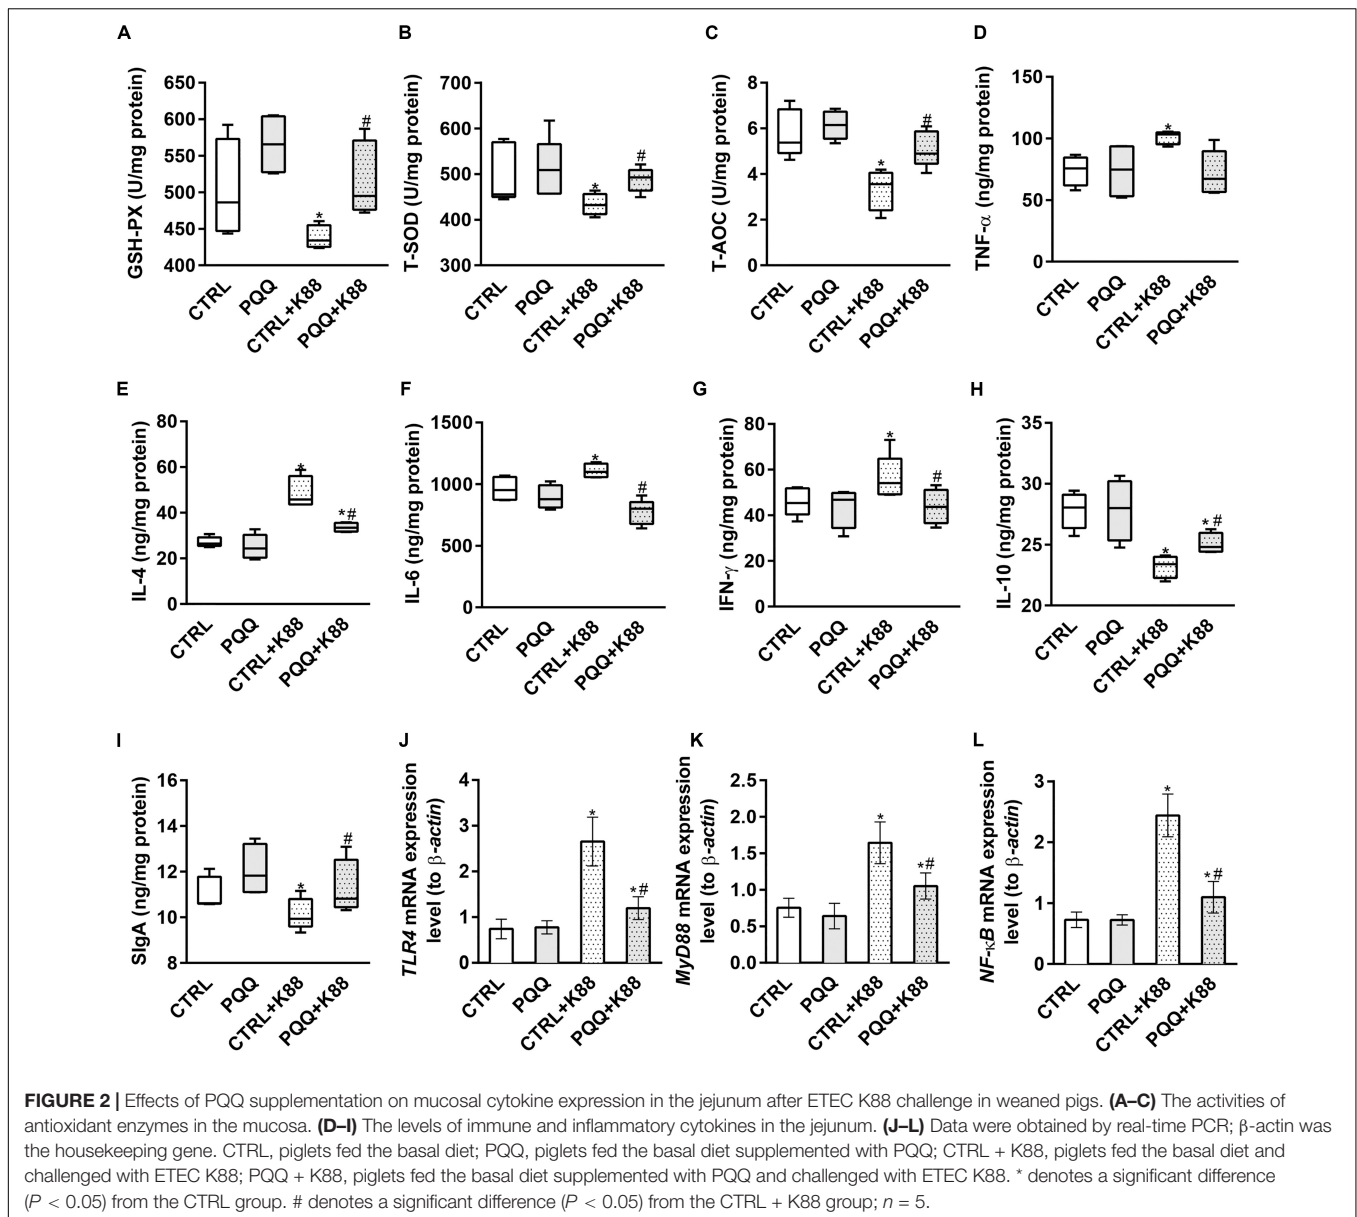 A
GSH-PX (U/mg protein)
650
600
550
500
450
400
*
#
CTRL
PQQ
CTRL+K88
PQQ+K88
B
T-SOD (U/mg protein)
700
600
500
400
300
*
#
CTRL
PQQ
CTRL+K88
PQQ+K88
C
T-AOC (U/mg protein)
8
6
4
2
0
*
#
CTRL
PQQ
CTRL+K88
PQQ+K88
D
TNF-α (ng/mg protein)
150
100
50
0
*
CTRL
PQQ
CTRL+K88
PQQ+K88
E
IL-4 (ng/mg protein)
80
60
40
20
0
*
*#
CTRL
PQQ
CTRL+K88
PQQ+K88
F
IL-6 (ng/mg protein)
1500
1000
500
0
*
#
CTRL
PQQ
CTRL+K88
PQQ+K88
G
IFN-γ (ng/mg protein)
80
60
40
20
0
*
#
CTRL
PQQ
CTRL+K88
PQQ+K88
H
IL-10 (ng/mg protein)
35
30
25
20
*
*#
CTRL
PQQ
CTRL+K88
PQQ+K88
I
SIgA (ng/mg protein)
16
14
12
10
8
*
#
CTRL
PQQ
CTRL+K88
PQQ+K88
J
TLR4 mRNA expression
level (to β-actin)
4
3
2
1
0
*
*#
CTRL
PQQ
CTRL+K88
PQQ+K88
K
MyD88 mRNA expression
level (to β-actin)
2.5
2.0
1.5
1.0
0.5
0.0
*
*#
CTRL
PQQ
CTRL+K88
PQQ+K88
L
NF-κB mRNA expression
level (to β-actin)
3
2
1
0
*
*#
CTRL
PQQ
CTRL+K88
PQQ+K88
FIGURE 2 | Effects of PQQ supplementation on mucosal cytokine expression in the jejunum after ETEC K88 challenge in weaned pigs. (A–C) The activities of
antioxidant enzymes in the mucosa. (D–I) The levels of immune and inflammatory cytokines in the jejunum. (J–L) Data were obtained by real-time PCR; β-actin was
the housekeeping gene. CTRL, piglets fed the basal diet; PQQ, piglets fed the basal diet supplemented with PQQ; CTRL + K88, piglets fed the basal diet and
challenged with ETEC K88; PQQ + K88, piglets fed the basal diet supplemented with PQQ and challenged with ETEC K88. * denotes a significant difference
(P < 0.05) from the CTRL group. # denotes a significant difference (P < 0.05) from the CTRL + K88 group; n = 5.